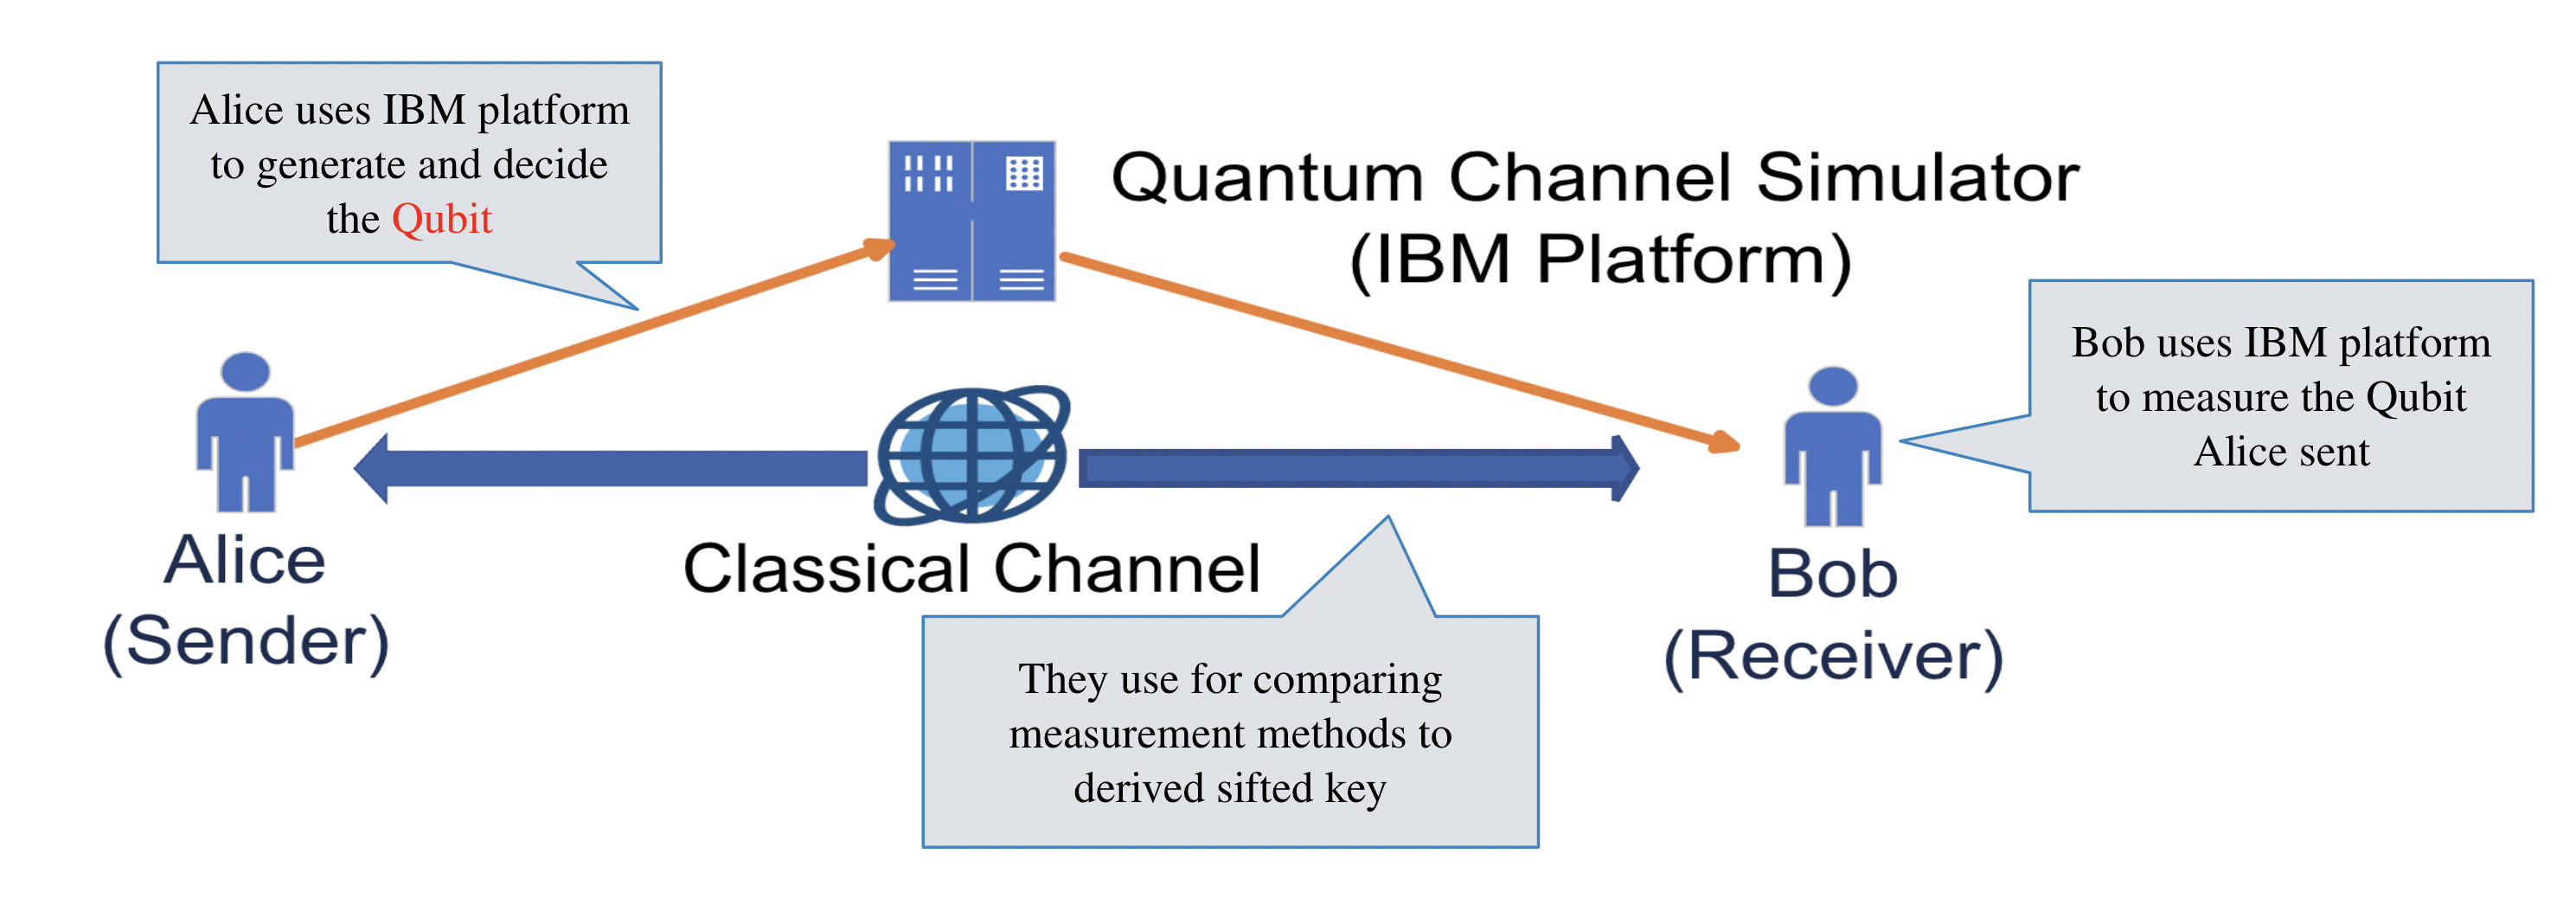 Alice uses IBM platform
to generate and decide
the Qubit
Quantum Channel Simulator
(IBM Platform)
Bob uses IBM platform
to measure the Qubit
Alice sent
Alice
(Sender)
Classical Channel
Bob
(Receiver)
They use for comparing
measurement methods to
derived sifted key